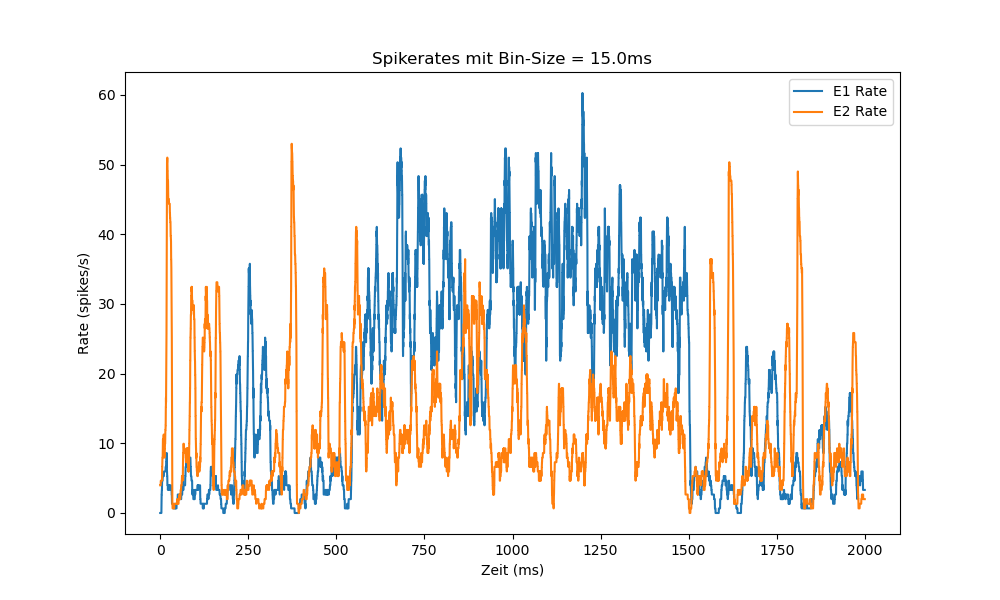 Spikerates mit Bin-Size = 15.0ms
E1 Rate
E2 Rate
60
50
40
30
20
10
0
Rate (spikes/s)
0 250 500 750 1000 1250 1500 1750 2000
Zeit (ms)